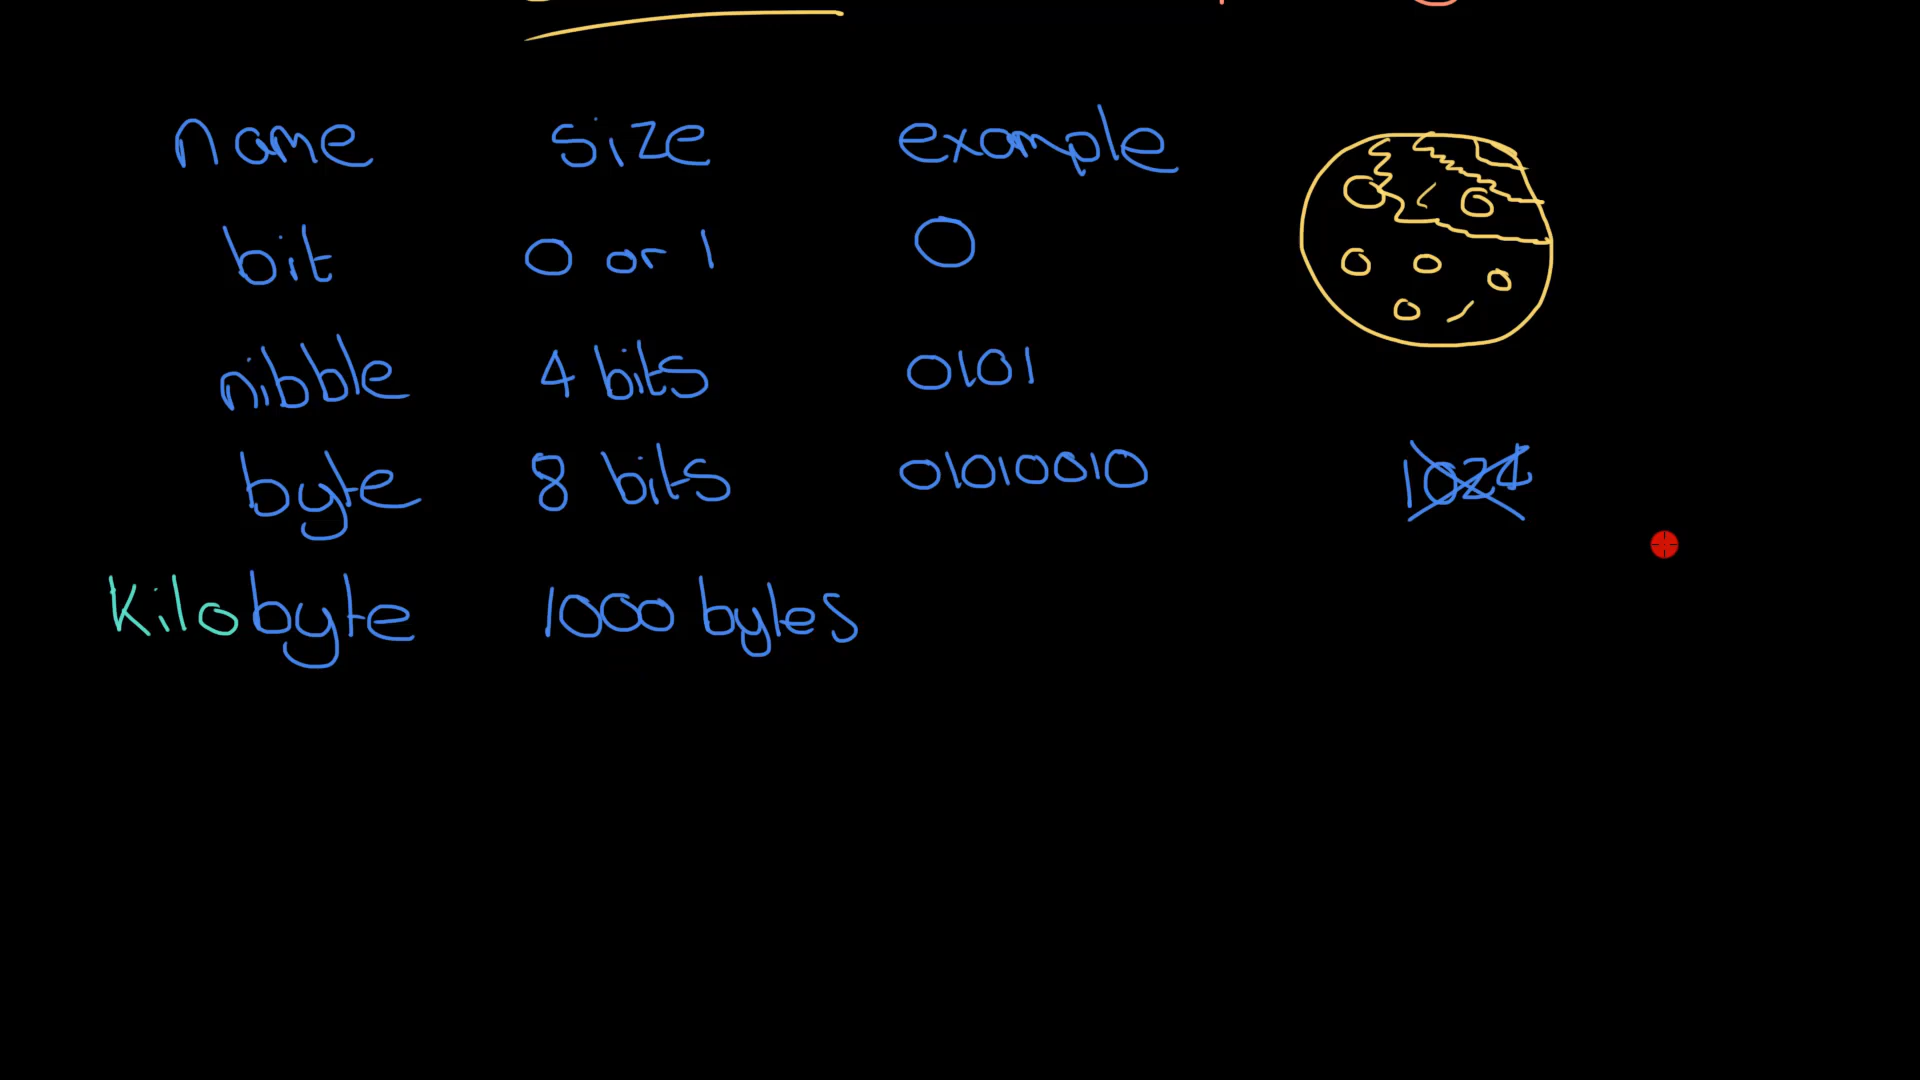 name size example
bit 0 or 1 0
nibble 4 bits 0101
byte 8 bits 01010010
1024
Kilobyte 1000 bytes